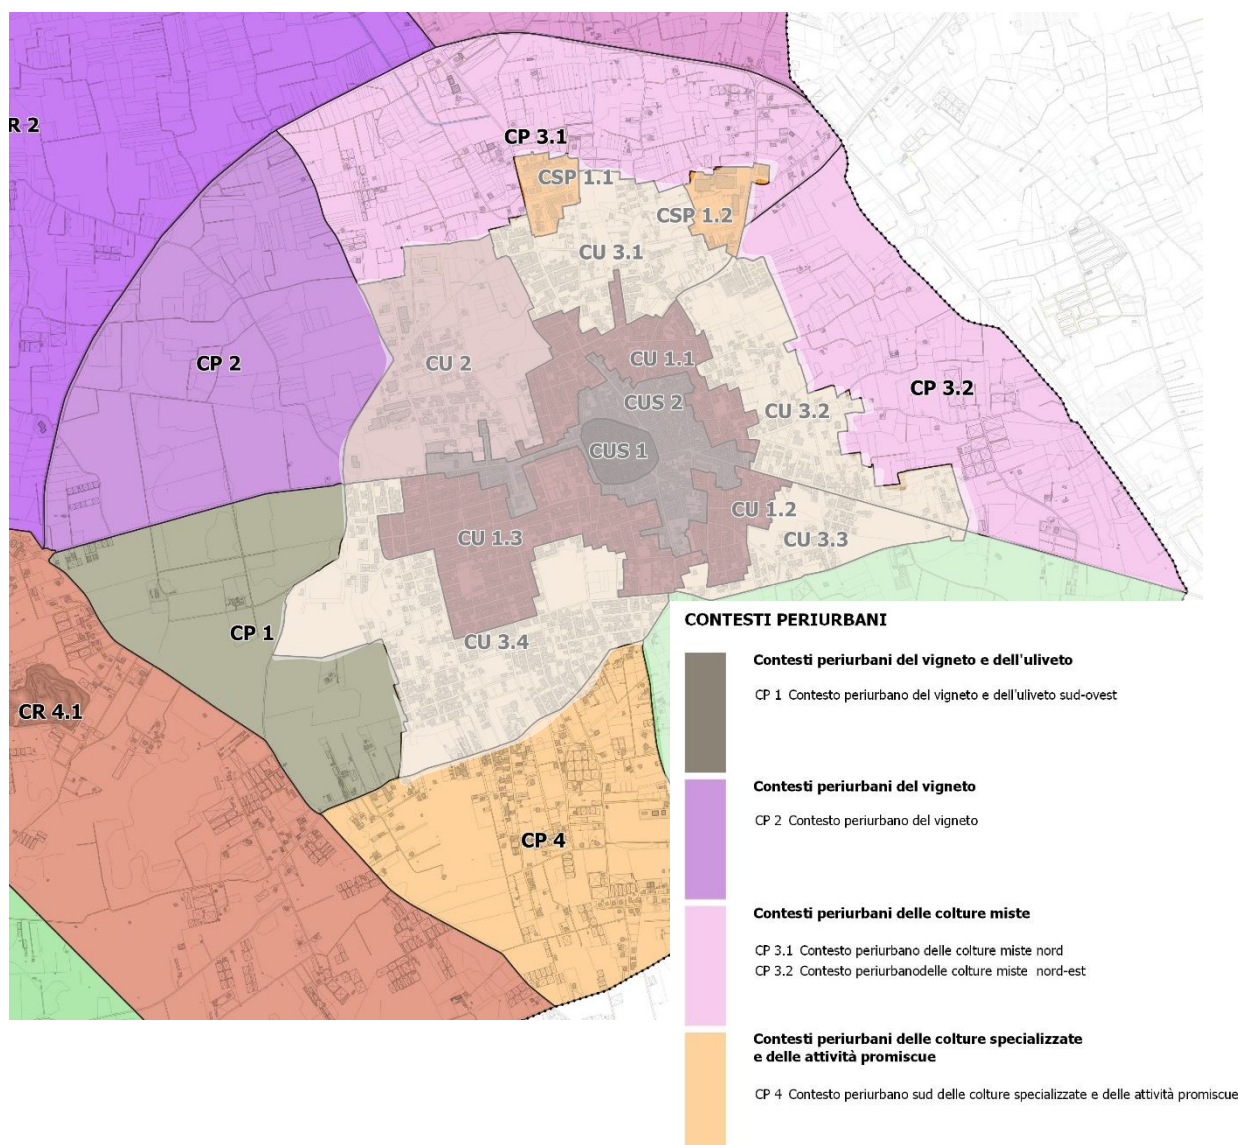 R 2
CP 3.1
CSP 1.1
CSP 1.2
CU 3.1
CP 2
CU 2
CU 1.1
CP 3.2
CUS 2
CU 3.2
CUS 1
CU 1.2
CU 1.3
CU 3.3
CP 1
CU 3.4
CR 4.1
CP 4
CONTESTI PERIURBANI
Contesti periurbani del vigneto e dell'uliveto
CP 1 Contesto periurbano del vigneto e dell'uliveto sud-ovest
Contesti periurbani del vigneto
CP 2 Contesto periurbano del vigneto
Contesti periurbani delle colture miste
CP 3.1 Contesto periurbano delle colture miste nord
CP 3.2 Contesto periurbanodelle colture miste nord-est
Contesti periurbani delle colture specializzate
e delle attività promiscue
CP 4 Contesto periurbano sud delle colture specializzate e delle attività promiscue